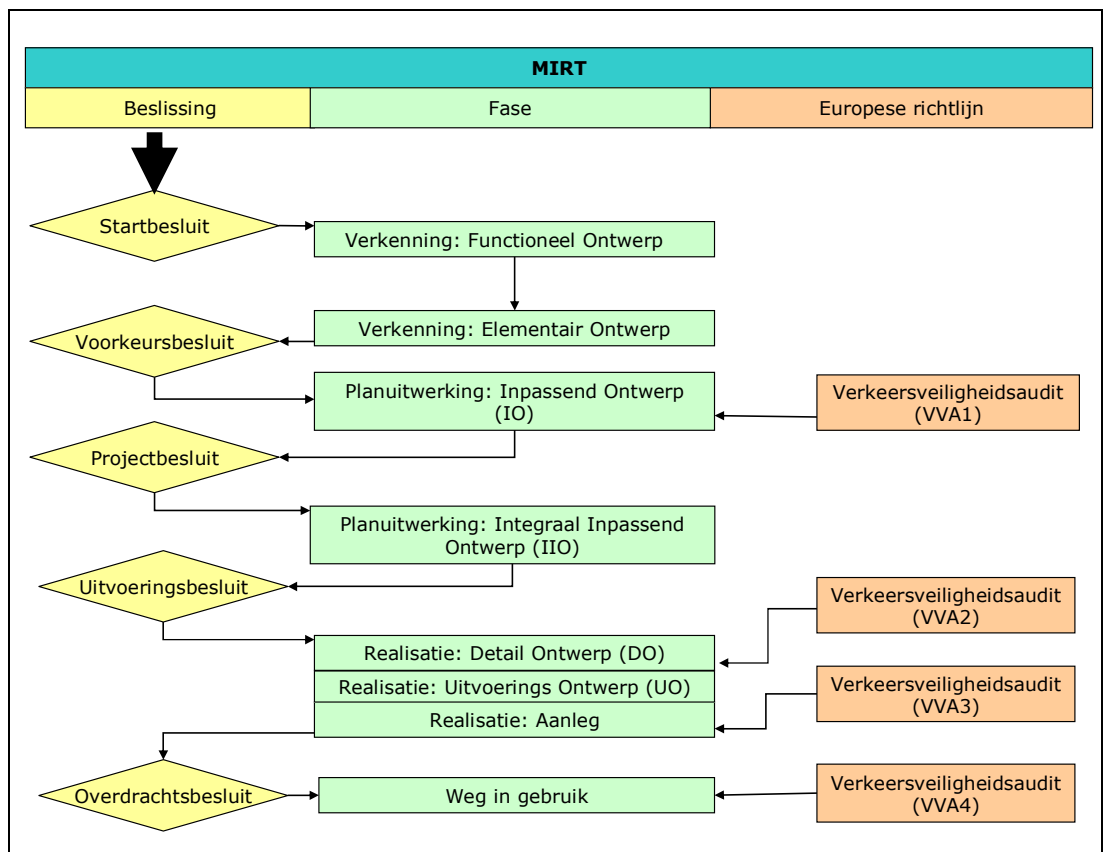 MIRT
Beslissing
Fase
Europese richtlijn
Startbesluit
Verkenning: Functioneel Ontwerp
Verkenning: Elementair Ontwerp
Voorkeursbesluit
Planuitwerking: Inpassend Ontwerp
(IO)
Verkeersveiligheidsaudit
(VVA1)
Projectbesluit
Planuitwerking: Integraal Inpassend
Ontwerp (IIO)
Uitvoeringsbesluit
Verkeersveiligheidsaudit
(VVA2)
Realisatie: Detail Ontwerp (DO)
Realisatie: Uitvoerings Ontwerp (UO)
Verkeersveiligheidsaudit
(VVA3)
Realisatie: Aanleg
Overdrachtsbesluit
Weg in gebruik
Verkeersveiligheidsaudit
(VVA4)